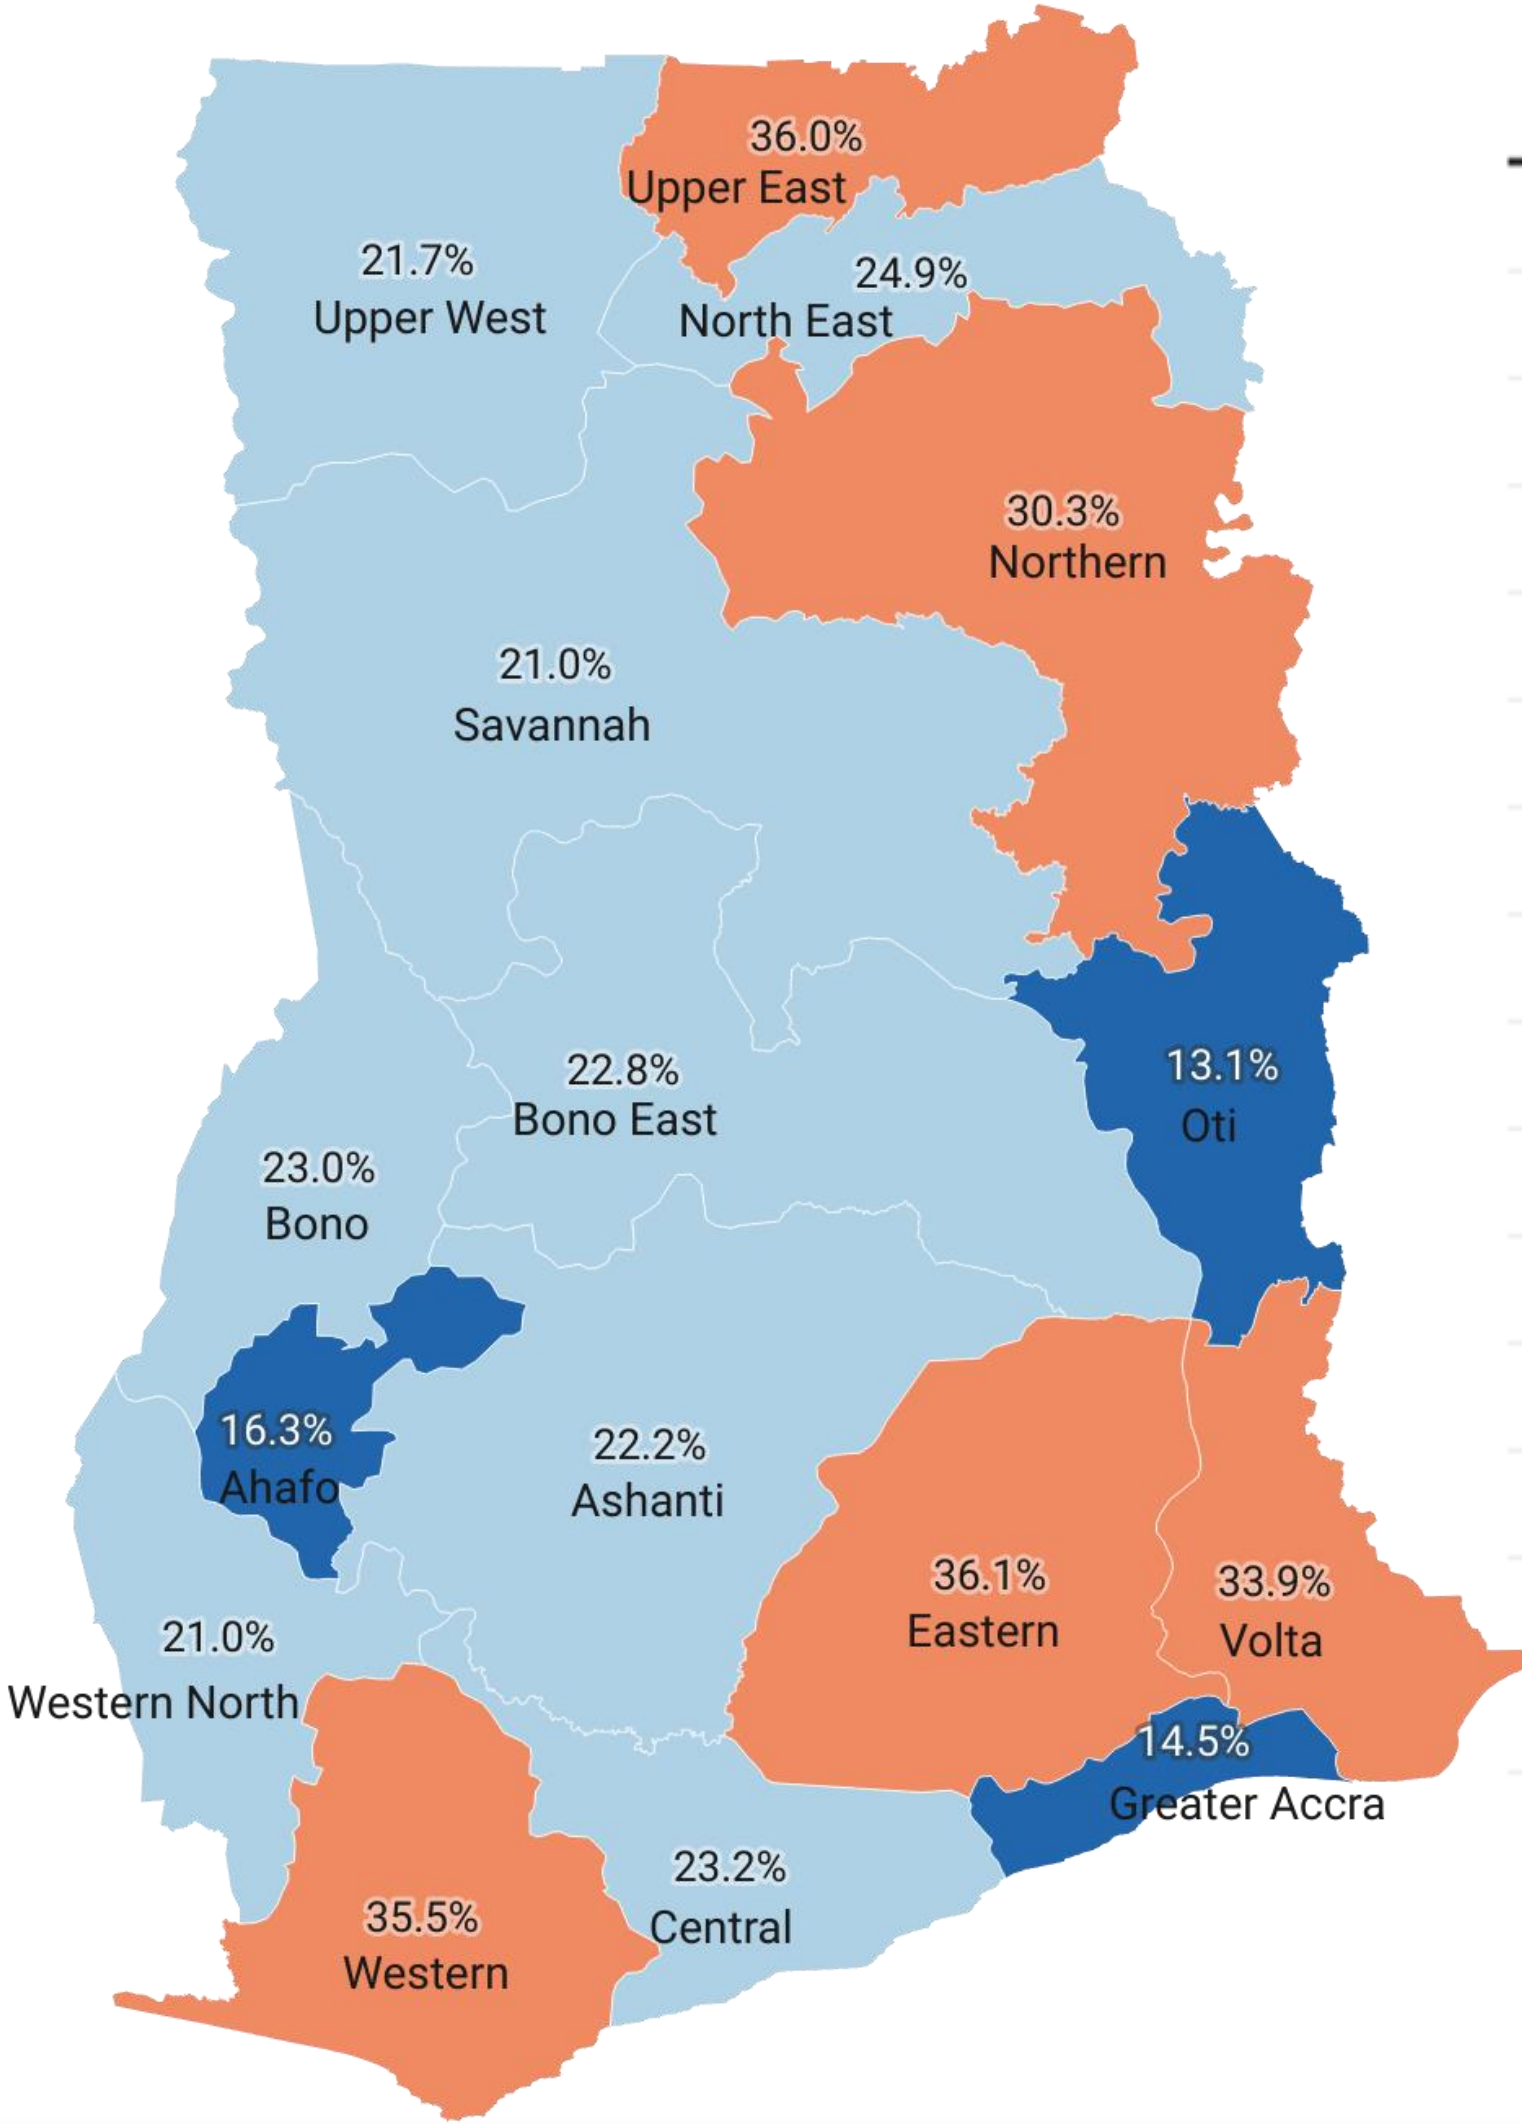 36.0%
Upper East
21.7%
Upper West
24.9%
North East
30.3%
Northern
21.0%
Savannah
22.8%
Bono East
13.1%
Oti
23.0%
Bono
16.3%
Ahafo
22.2%
Ashanti
36.1%
Eastern
33.9%
Volta
21.0%
Western North
14.5%
Greater Accra
23.2%
Central
35.5%
Western